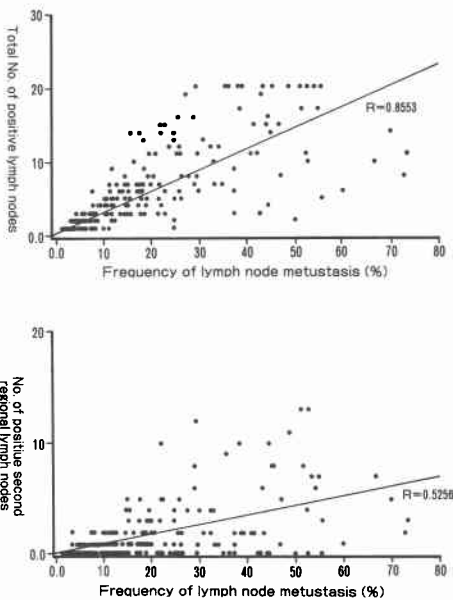 30
Total No. of positive lymph nodes
20
10
0.0
R=0.8553
0.0 10 20 30 40 50 60 70 80
Frequency of lymph node metustasis (%)
20
No. of positiue second
regional lymph nodes
10
0.0
R=0.5256
0.0 10 20 30 40 50 60 70 80
Frequency of lymph node metustasis (%)